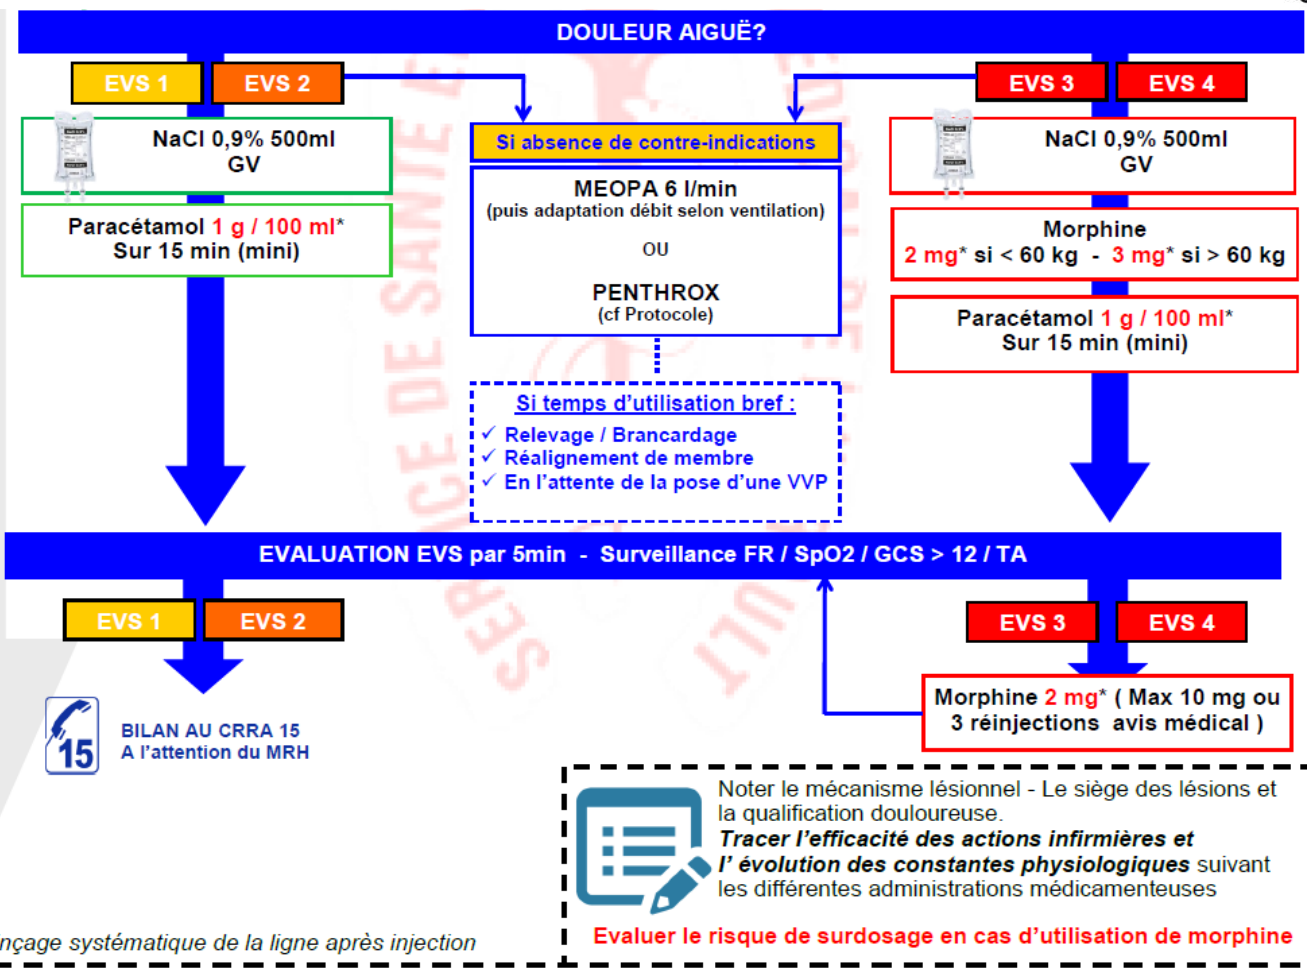 DOULEUR AIGUË?
EVS 1
EVS 2
EVS 3
EVS 4
NaCl 0,9% 500ml
GV
Paracétamol 1 g / 100 ml*
Sur 15 min (mini)
Si absence de contre-indications
MEOPA 6 l/min
(puis adaptation débit selon ventilation)
OU
PENTHROX
(cf Protocole)
Si temps d'utilisation bref :
✓ Relevage / Brancardage
✓ Réalignement de membre
✓ En l'attente de la pose d'une VVP
NaCl 0,9% 500ml
GV
Morphine
2 mg* si < 60 kg - 3 mg* si > 60 kg
Paracétamol 1 g / 100 ml*
Sur 15 min (mini)
EVALUATION EVS par 5min - Surveillance FR / SpO2 / GCS > 12 / TA
EVS 1
EVS 2
EVS 3
EVS 4
15
BILAN AU CRRA 15
A l'attention du MRH
Morphine 2 mg* ( Max 10 mg ou
3 réinjections avis médical )
Noter le mécanisme lésionnel - Le siège des lésions et
la qualification douloureuse.
Tracer l'efficacité des actions infirmières et
l' évolution des constantes physiologiques suivant
les différentes administrations médicamenteuses
Evaluer le risque de surdosage en cas d'utilisation de morphine
nçage systématique de la ligne après injection
SERVICE DE SANTE